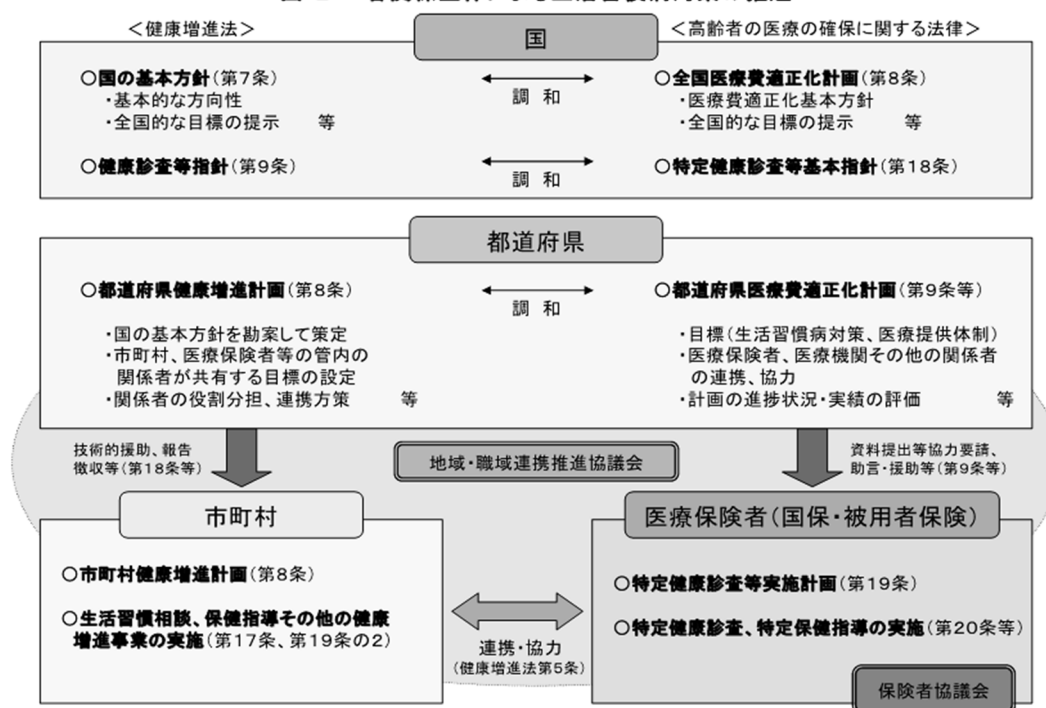 ＜健康増進法＞
国
＜高齢者の医療の確保に関する法律＞
○国の基本方針(第7条)
・基本的な方向性
・全国的な目標の提示　等
調 和
○全国医療費適正化計画(第8条)
・医療費適正化基本方針
・全国的な目標の提示　等
○健康診査等指針(第9条)
調 和
○特定健康診査等基本指針(第18条)
都道府県
○都道府県健康増進計画(第8条)
調 和
○都道府県医療費適正化計画(第9条等)
・国の基本方針を勘案して策定
・市町村、医療保険者等の管内の
関係者が共有する目標の設定
・関係者の役割分担、連携方策　等
・目標(生活習慣病対策、医療提供体制)
・医療保険者、医療機関その他の関係者
の連携、協力
・計画の進捗状況・実績の評価　等
技術的援助、報告
徴収等(第18条等)
地域・職域連携推進協議会
資料提出等協力要請、
助言・援助等(第9条等)
市町村
○市町村健康増進計画(第8条)
○生活習慣相談、保健指導その他の健康
増進事業の実施(第17条、第19条の2)
連携・協力
(健康増進法第5条)
医療保険者(国保・被用者保険)
○特定健康診査等実施計画(第19条)
○特定健康診査、特定保健指導の実施(第20条等)
保険者協議会